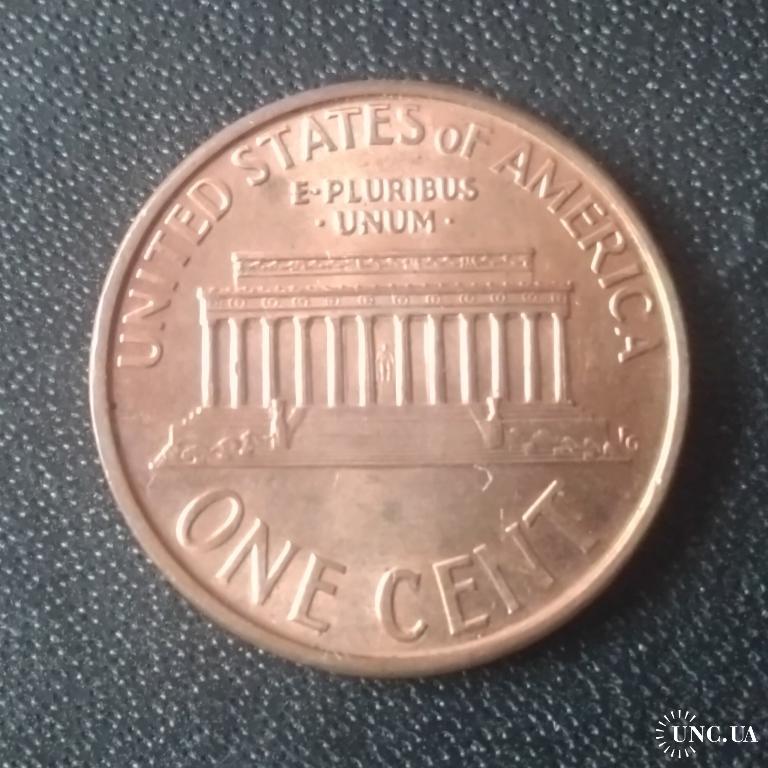 UNITED STATES OF AMERICA
E·PLURIBUS
·UNUM·
ONE CENT
UNC.UA